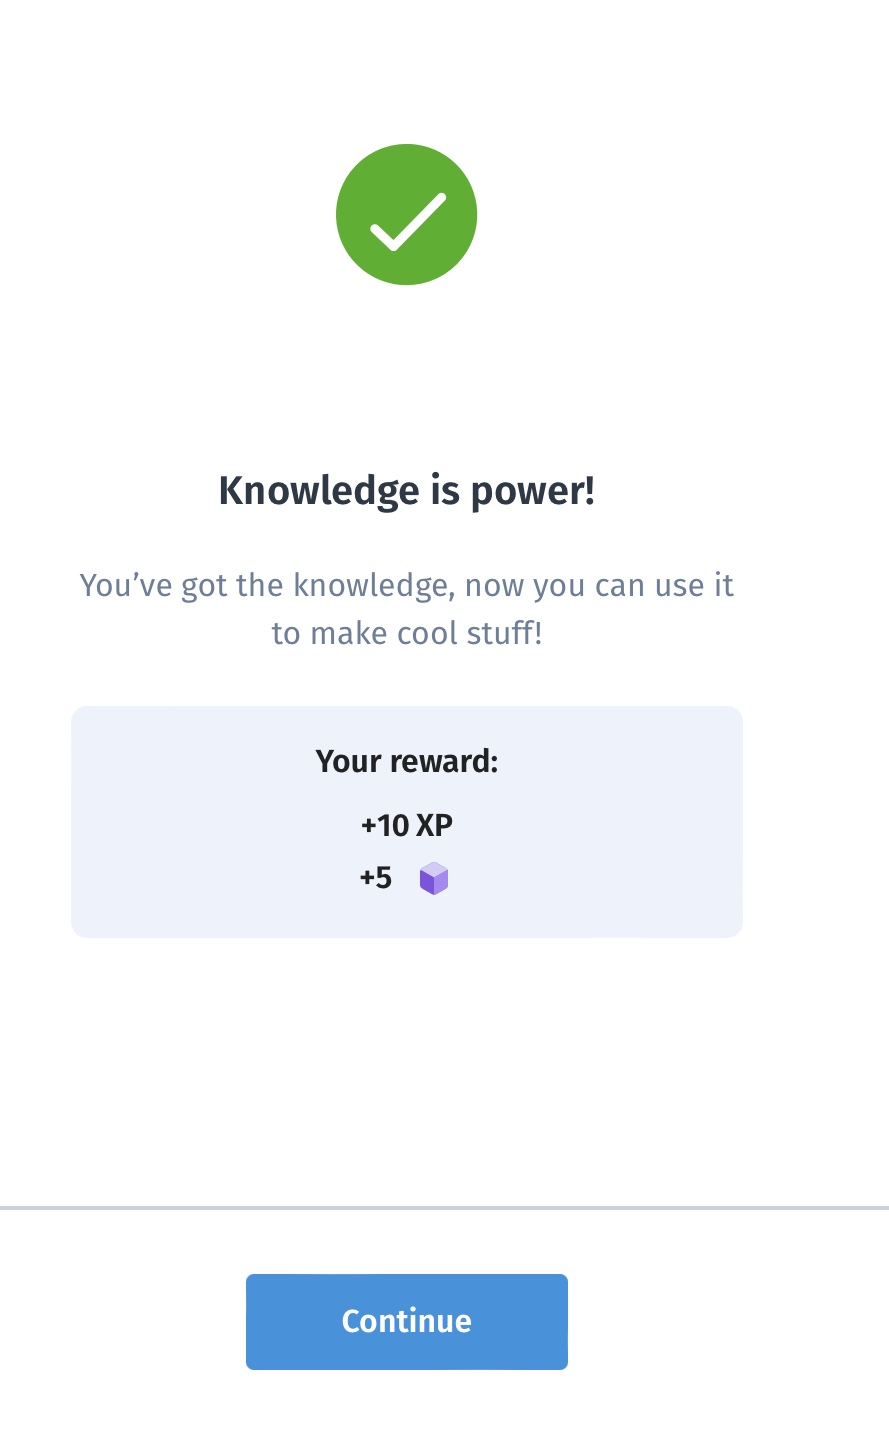 Knowledge is power!
You’ve got the knowledge, now you can use it
to make cool stuff!
Your reward:
+10 XP
+5
Continue